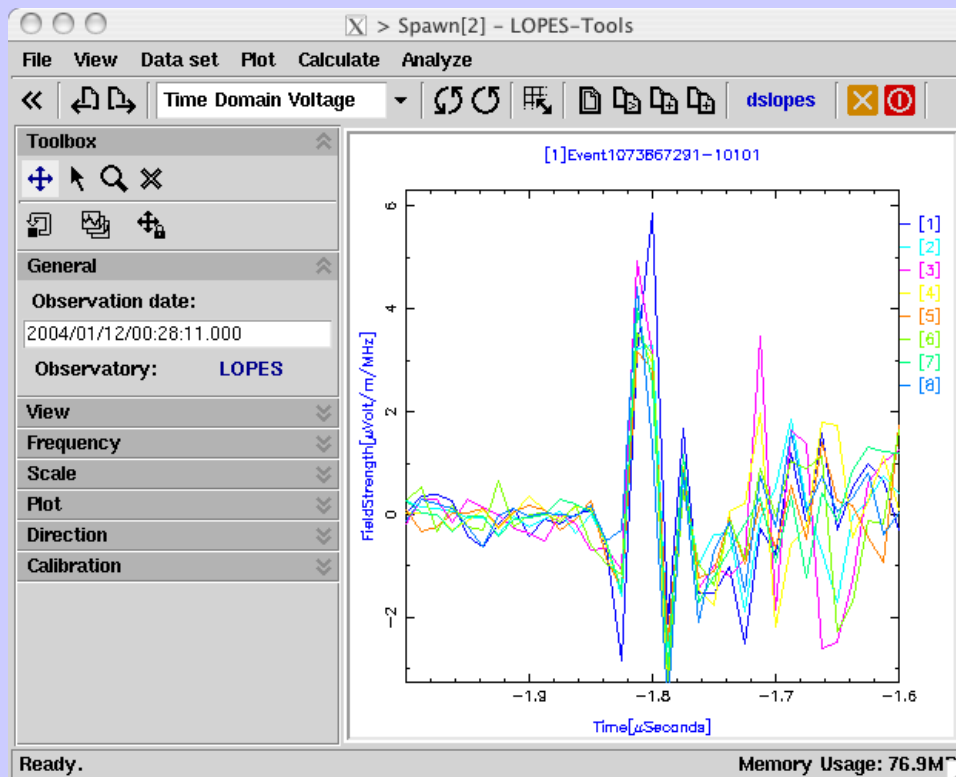 X > Spawn[2] – LOPES-Tools
File View Data set Plot Calculate Analyze
Time Domain Voltage dslopes
Toolbox
General
Observation date:
2004/01/12/00:28:11.000
Observatory: LOPES
View
Frequency
Scale
Plot
Direction
Calibration
[1]Event1073867291-10101
6
4
2
0
−2
FieldStrength[μVolt/m/MHz]
−1.9 −1.8 −1.7 −1.6
Time[μSeconds]
[1]
[2]
[3]
[4]
[5]
[6]
[7]
[8]
Ready. Memory Usage: 76.9